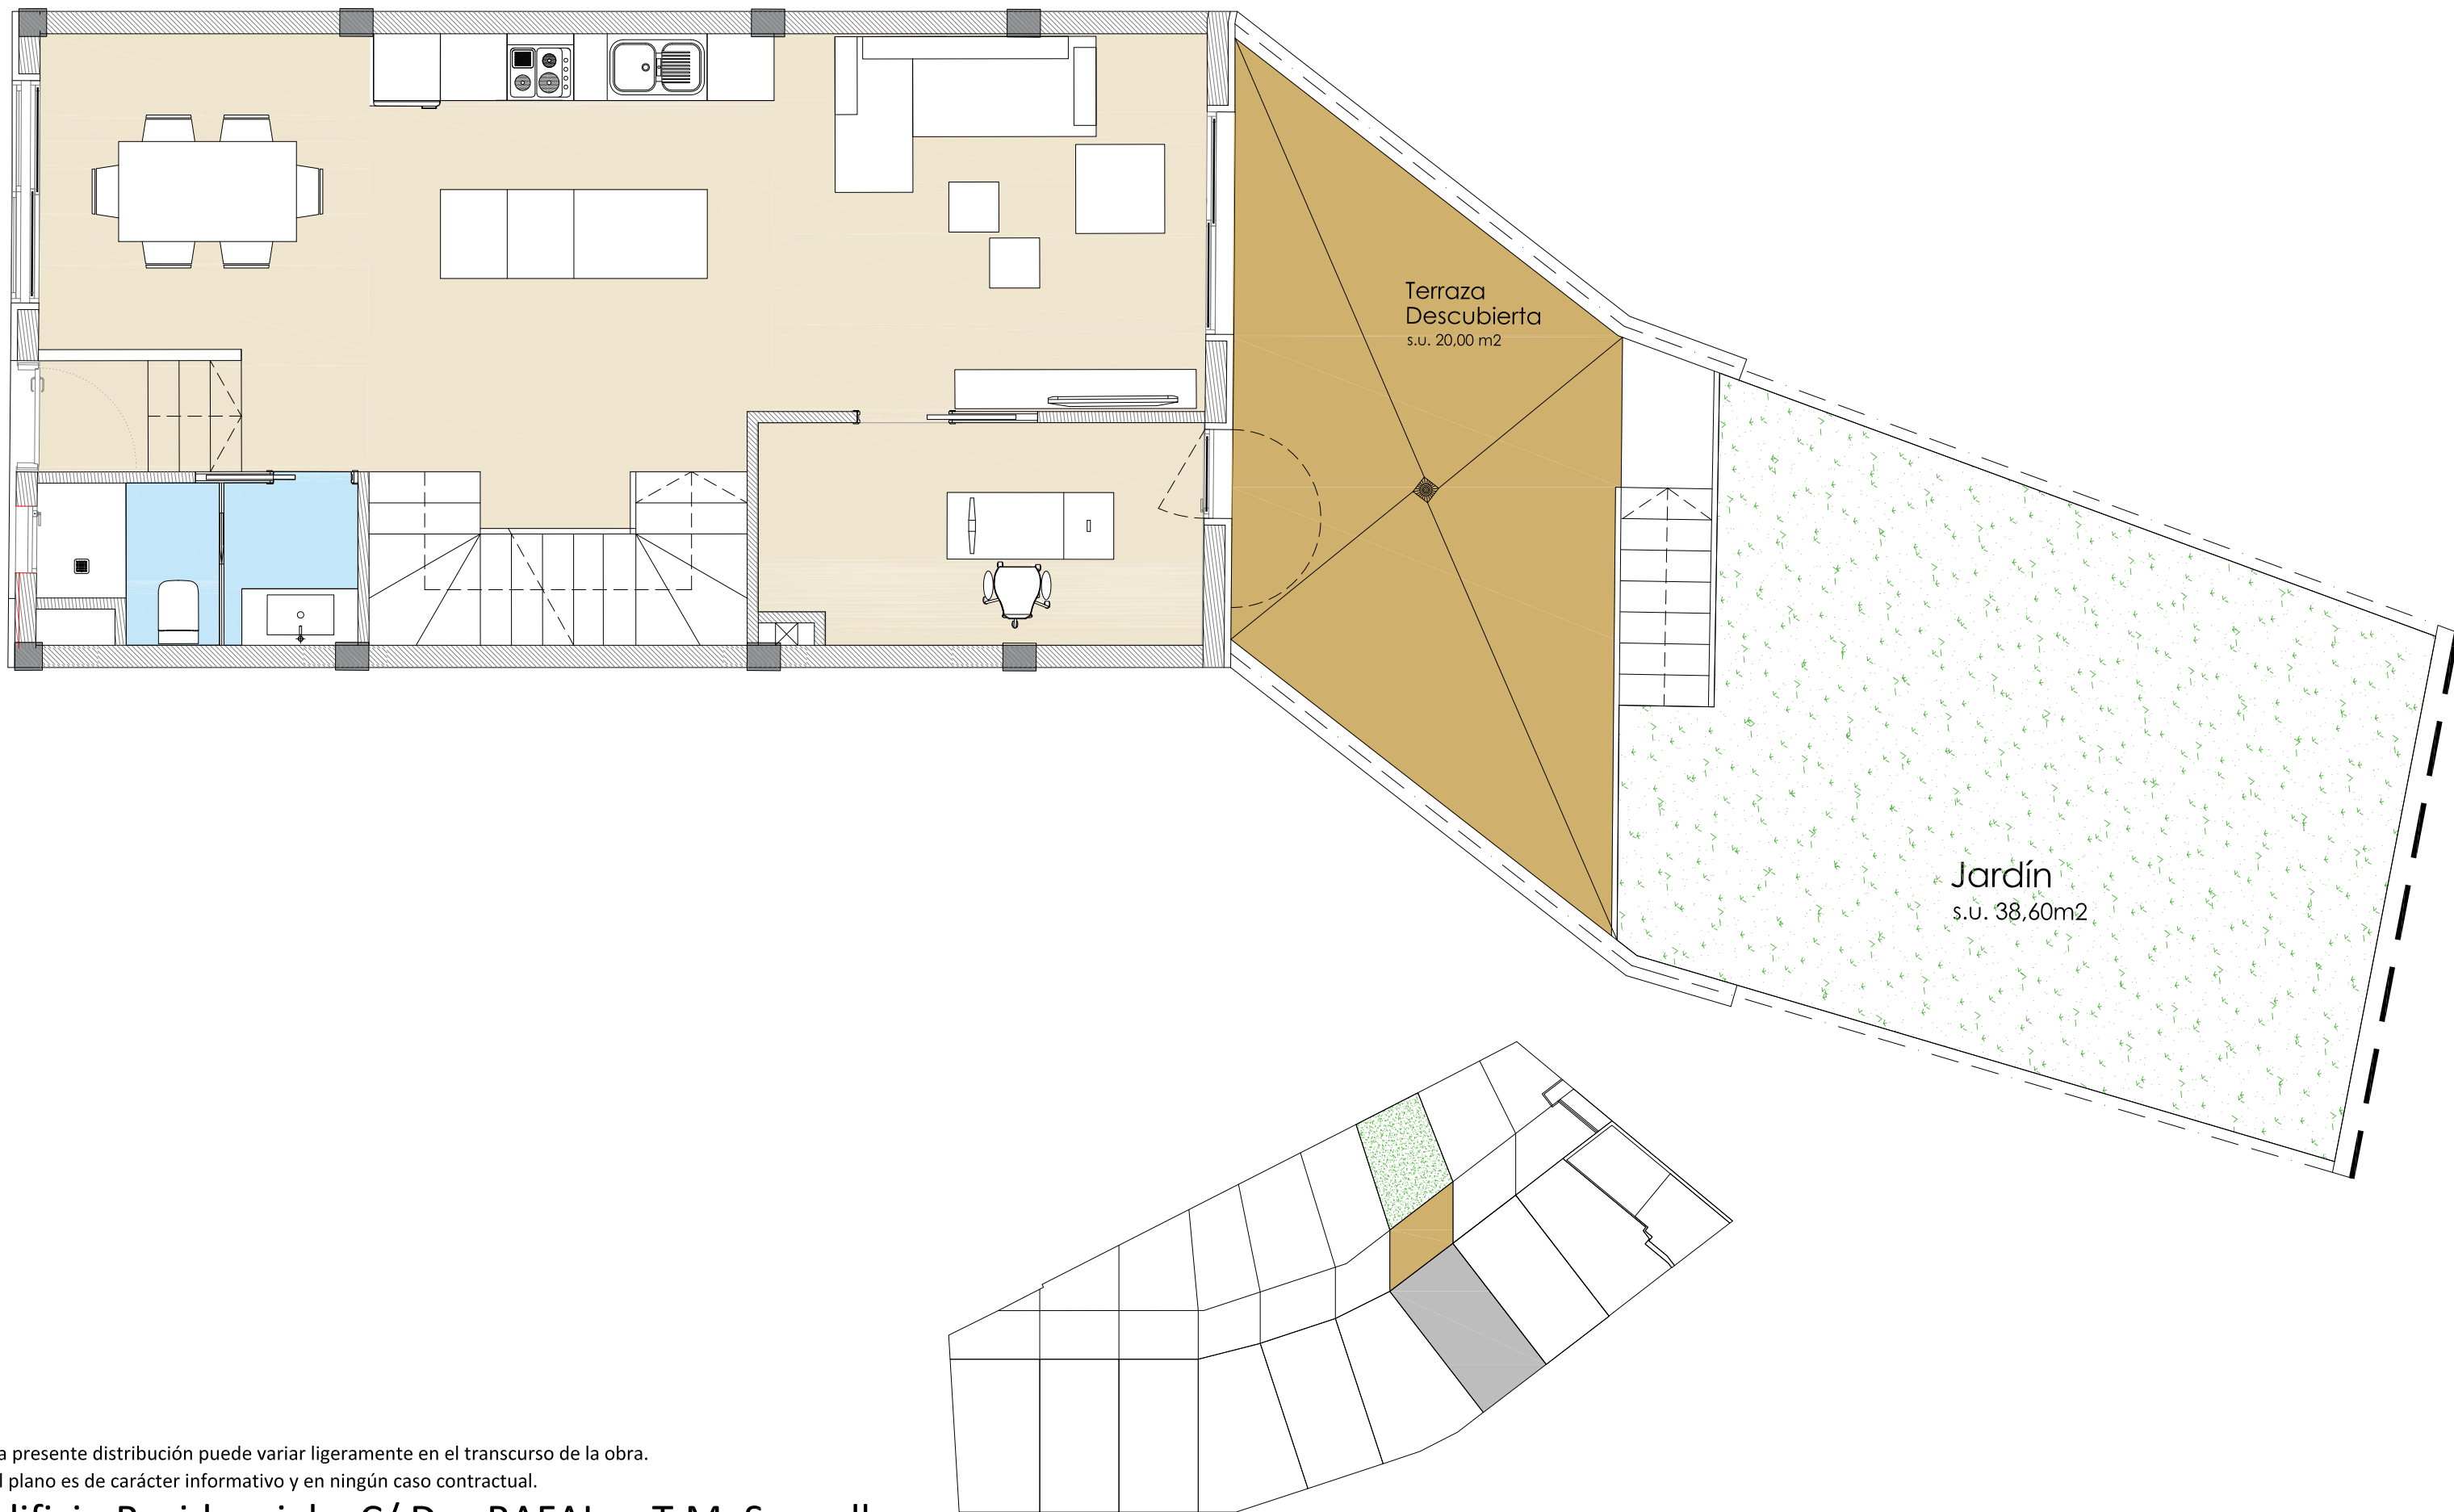 Terraza
Descubierta
s.u. 20,00 m2
Jardín
s.u. 38,60m2
a presente distribución puede variar ligeramente en el transcurso de la obra.
l plano es de carácter informativo y en ningún caso contractual.